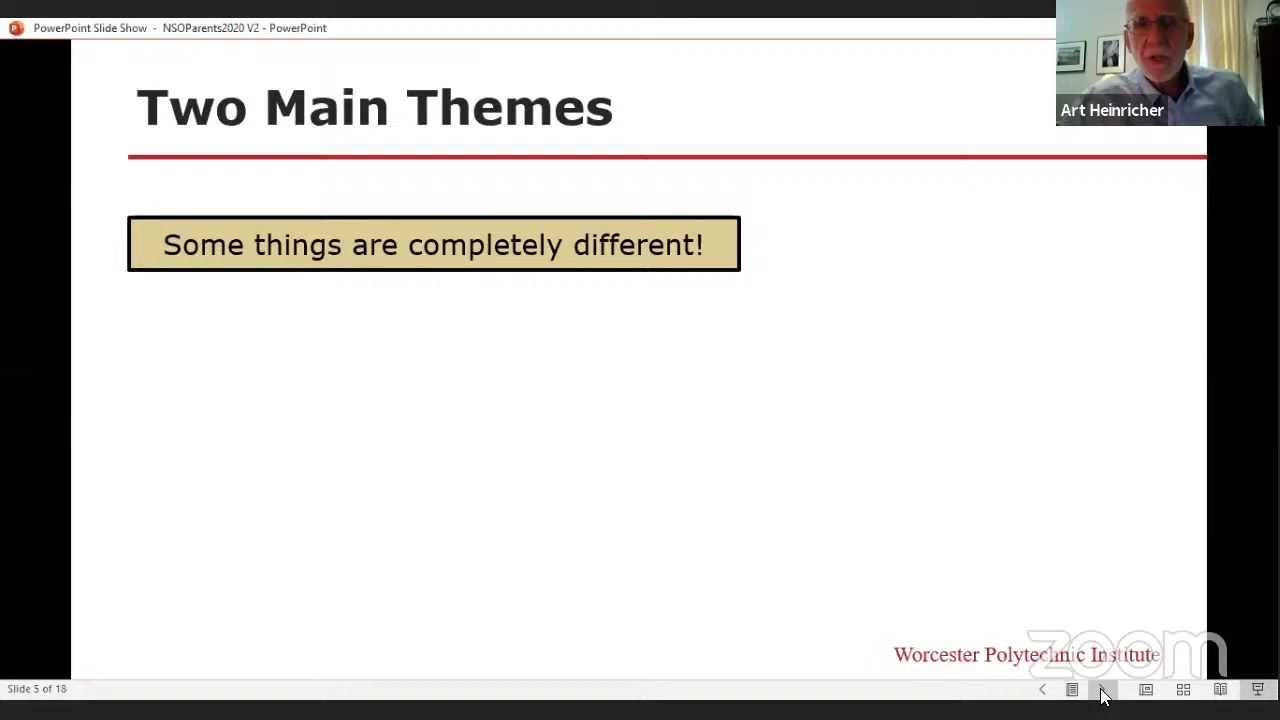 PowerPoint Slide Show - NSOParents2020 V2 - PowerPoint
Art Heinricher
Two Main Themes
Some things are completely different!
Worcester Polytechnic Institute
zoom
Slide 5 of 18